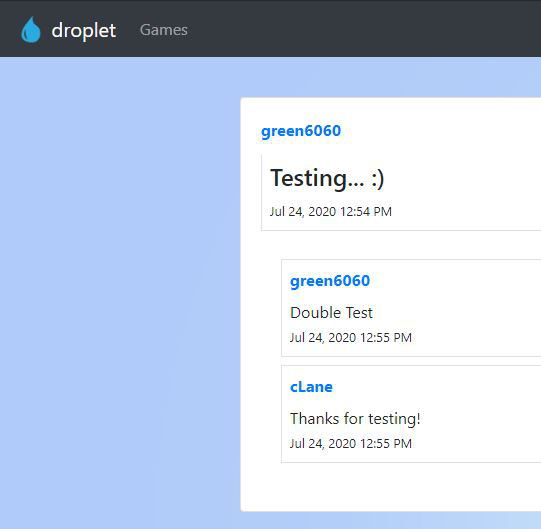 droplet Games
green6060
Testing... :)
Jul 24, 2020 12:54 PM
green6060
Double Test
Jul 24, 2020 12:55 PM
cLane
Thanks for testing!
Jul 24, 2020 12:55 PM